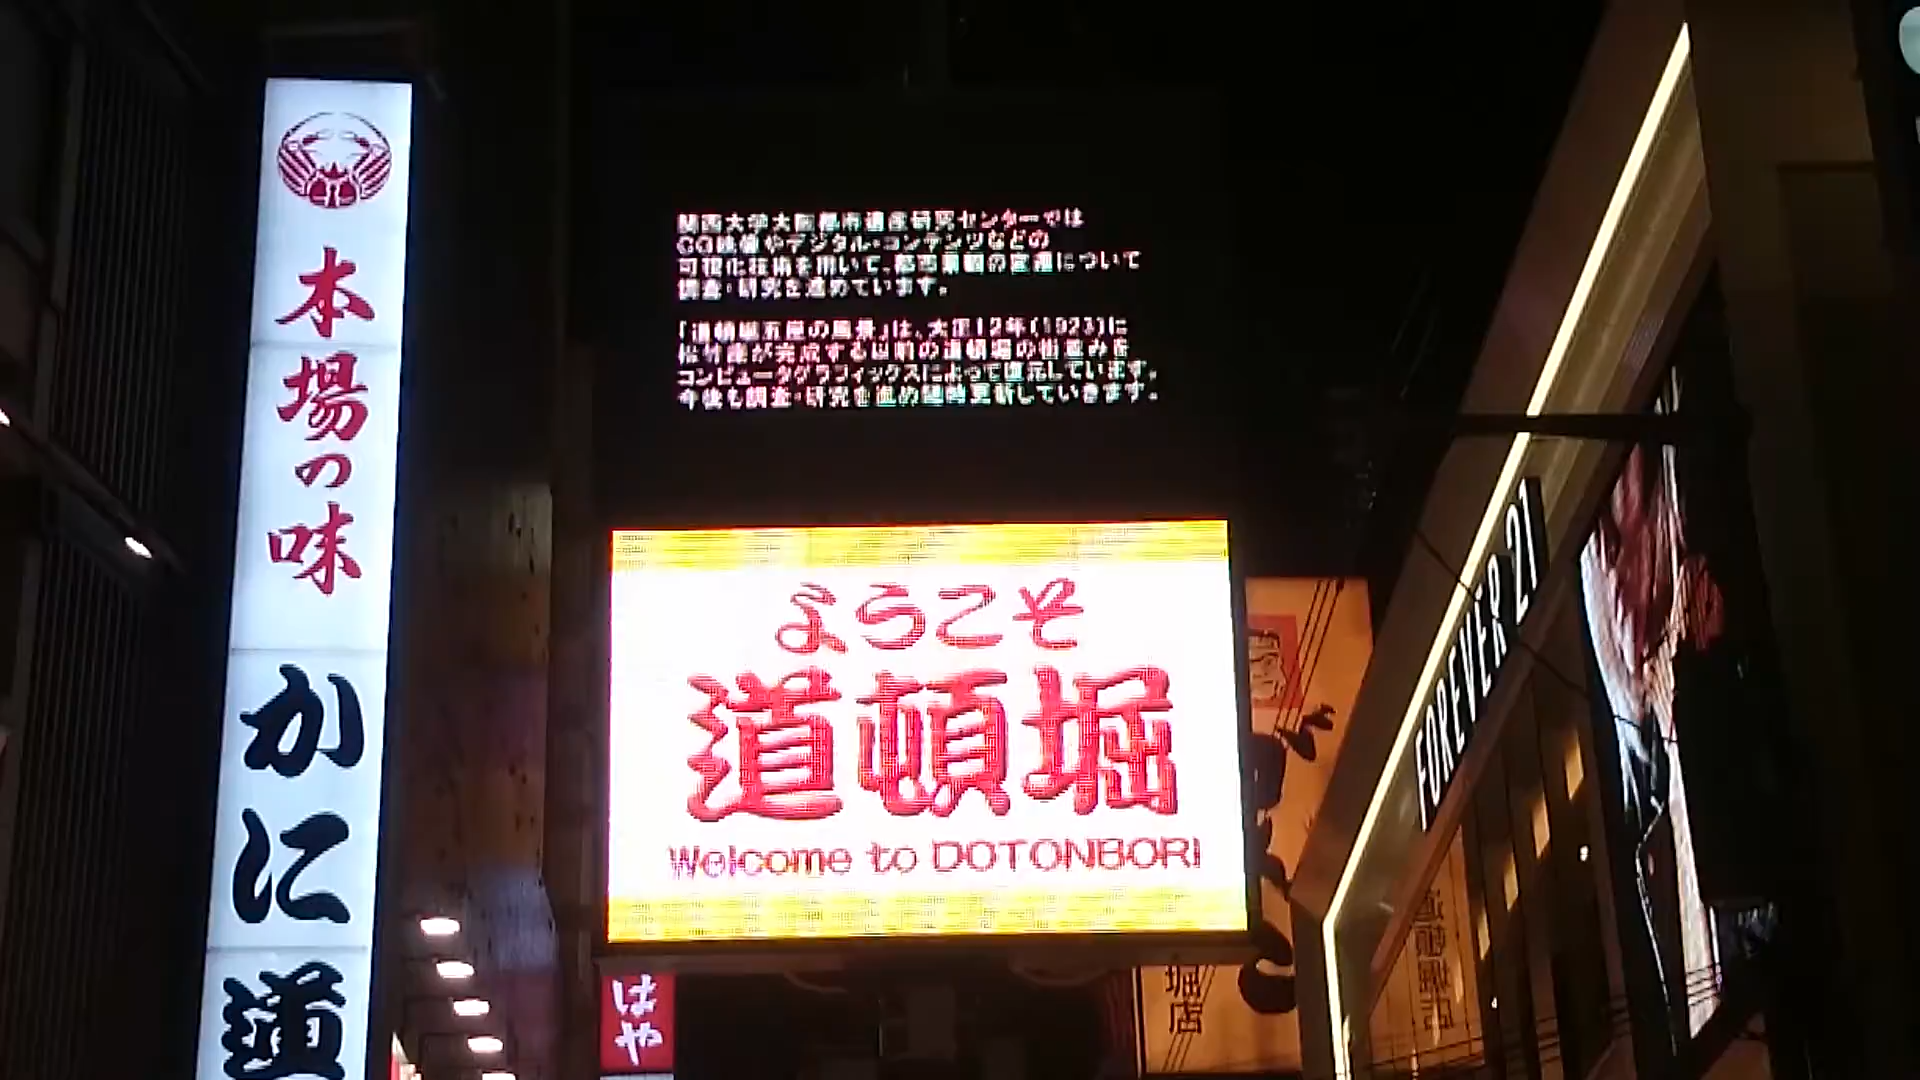 本場の味
かに道
関西大学大阪都市遺産研究センターでは
CG映像やデジタル・コンテンツなどの
可視化技術を用いて、都市景観の変遷について
調査・研究を進めています。
「道頓堀五座の風景」は、大正12年(1923)に
松竹座が完成する以前の道頓堀の街並みを
コンピュータグラフィックスによって復元しています。
今後も調査・研究を進め随時更新していきます。
ようこそ
道頓堀
Welcome to DOTONBORI
はや
堀店
FOREVER 21